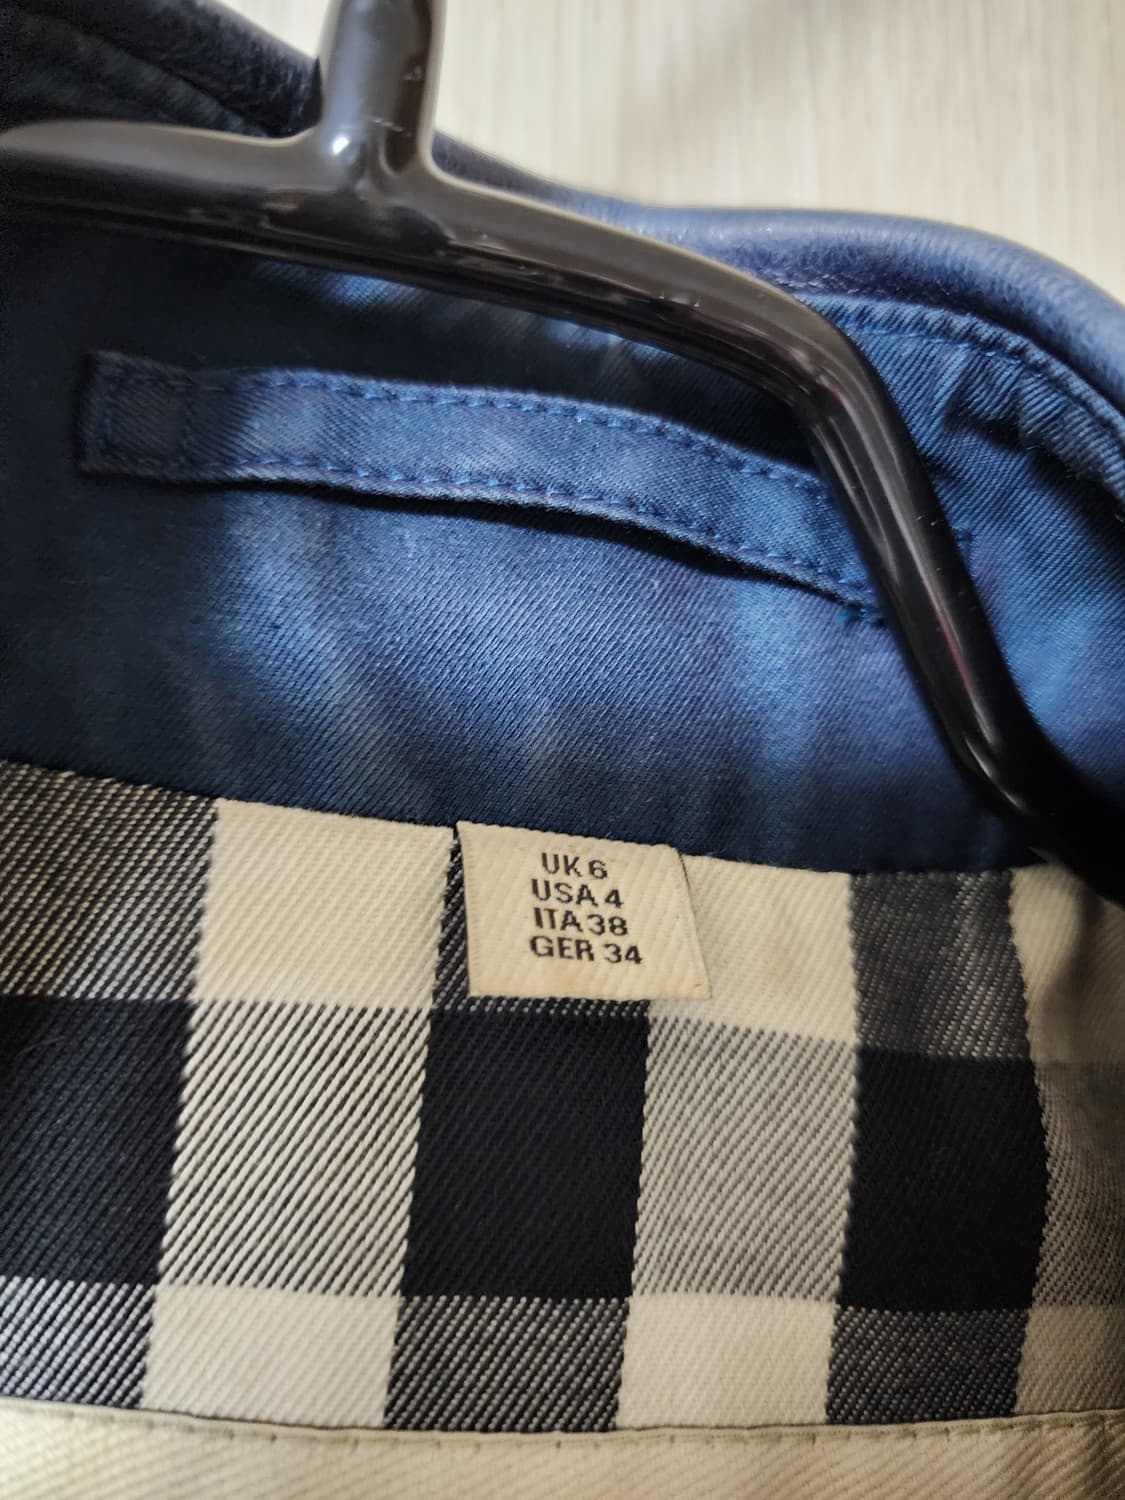 UK 6
USA 4
ITA 38
GER 34